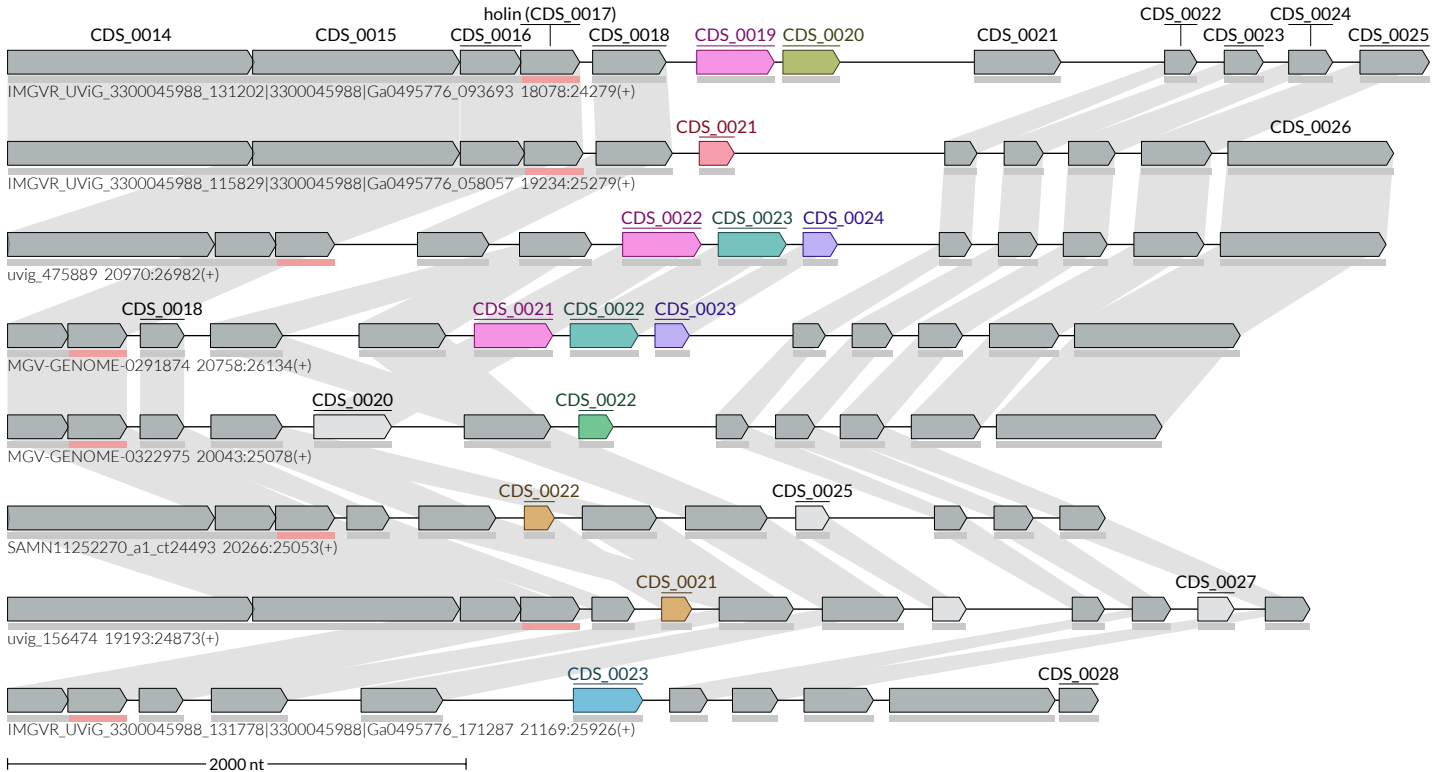 holin (CDS_0017) CDS_0022 CDS_0024
CDS_0014 CDS_0015 CDS_0016 CDS_0018 CDS_0019 CDS_0020 CDS_0021 CDS_0023 CDS_0025
IMGVR_UViG_3300045988_131202|3300045988|Ga0495776_093693 18078:24279(+)
CDS_0021 CDS_0026
IMGVR_UViG_3300045988_115829|3300045988|Ga0495776_058057 19234:25279(+)
CDS_0022 CDS_0023 CDS_0024
uvig_475889 20970:26982(+)
CDS_0018 CDS_0021 CDS_0022 CDS_0023
MGV-GENOME-0291874 20758:26134(+)
CDS_0020 CDS_0022
MGV-GENOME-0322975 20043:25078(+)
CDS_0022 CDS_0025
SAMN11252270_a1_ct24493 20266:25053(+)
CDS_0021 CDS_0027
uvig_156474 19193:24873(+)
CDS_0023 CDS_0028
IMGVR_UViG_3300045988_131778|3300045988|Ga0495776_171287 21169:25926(+)
2000 nt